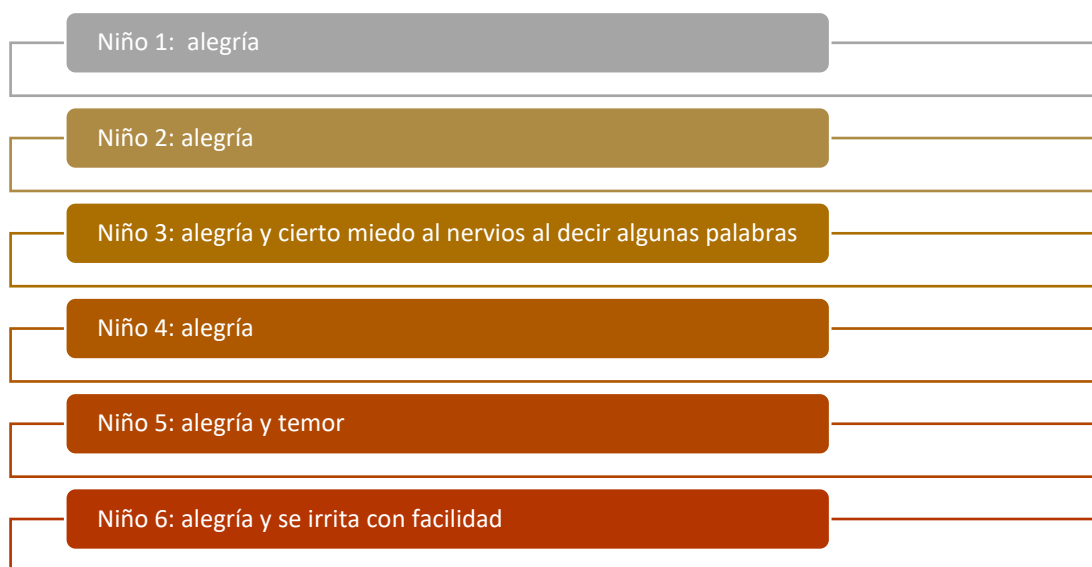 Niño 1:  alegría
Niño 2: alegría
Niño 3: alegría y cierto miedo al nervios al decir algunas palabras
Niño 4: alegría
Niño 5: alegría y temor
Niño 6: alegría y se irrita con facilidad